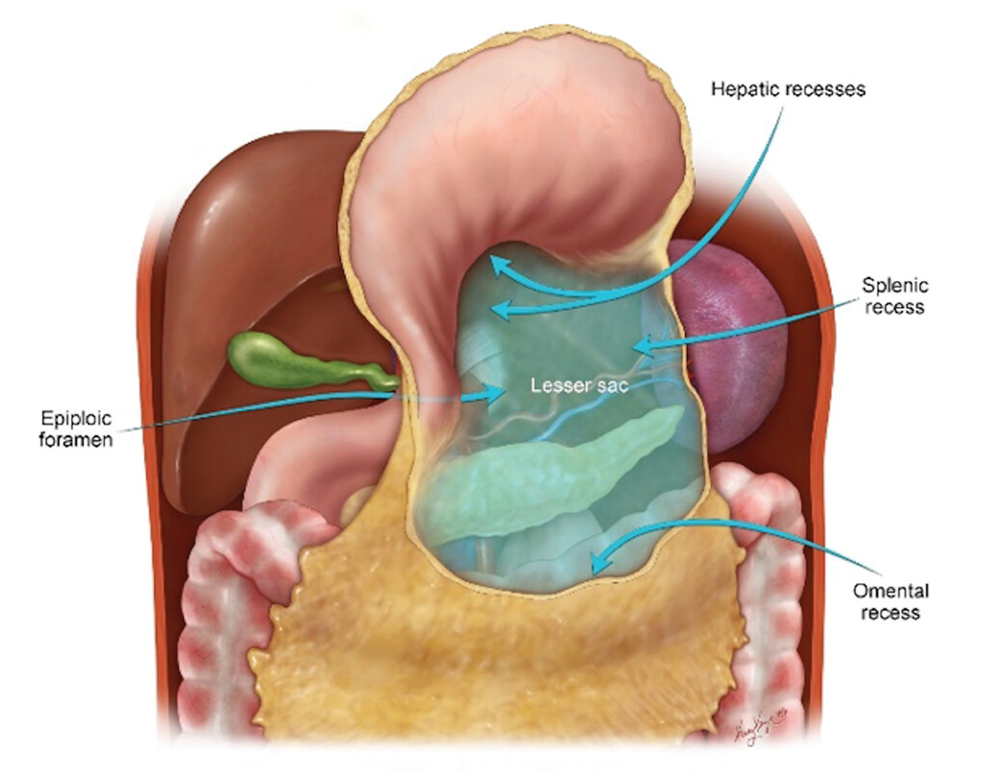 Hepatic recesses
Splenic
recess
Lesser sac
Epiploic
foramen
Omental
recess